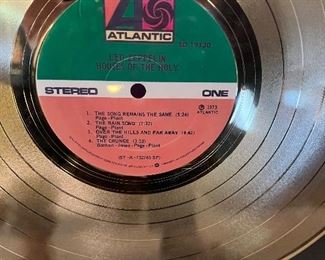 ATLANTIC
SD 19130
LED ZEPPELIN
HOUSES OF THE HOLY
STEREO ONE
1. THE SONG REMAINS THE SAME (5:24)
Page-Plant
2. THE RAIN SONG (7:32)
Page-Plant
3. OVER THE HILLS AND FAR AWAY (4:42)
Page-Plant
4. THE CRUNGE (3:10)
Bonham-Jones-Page-Plant
℗ 1973
ATLANTIC